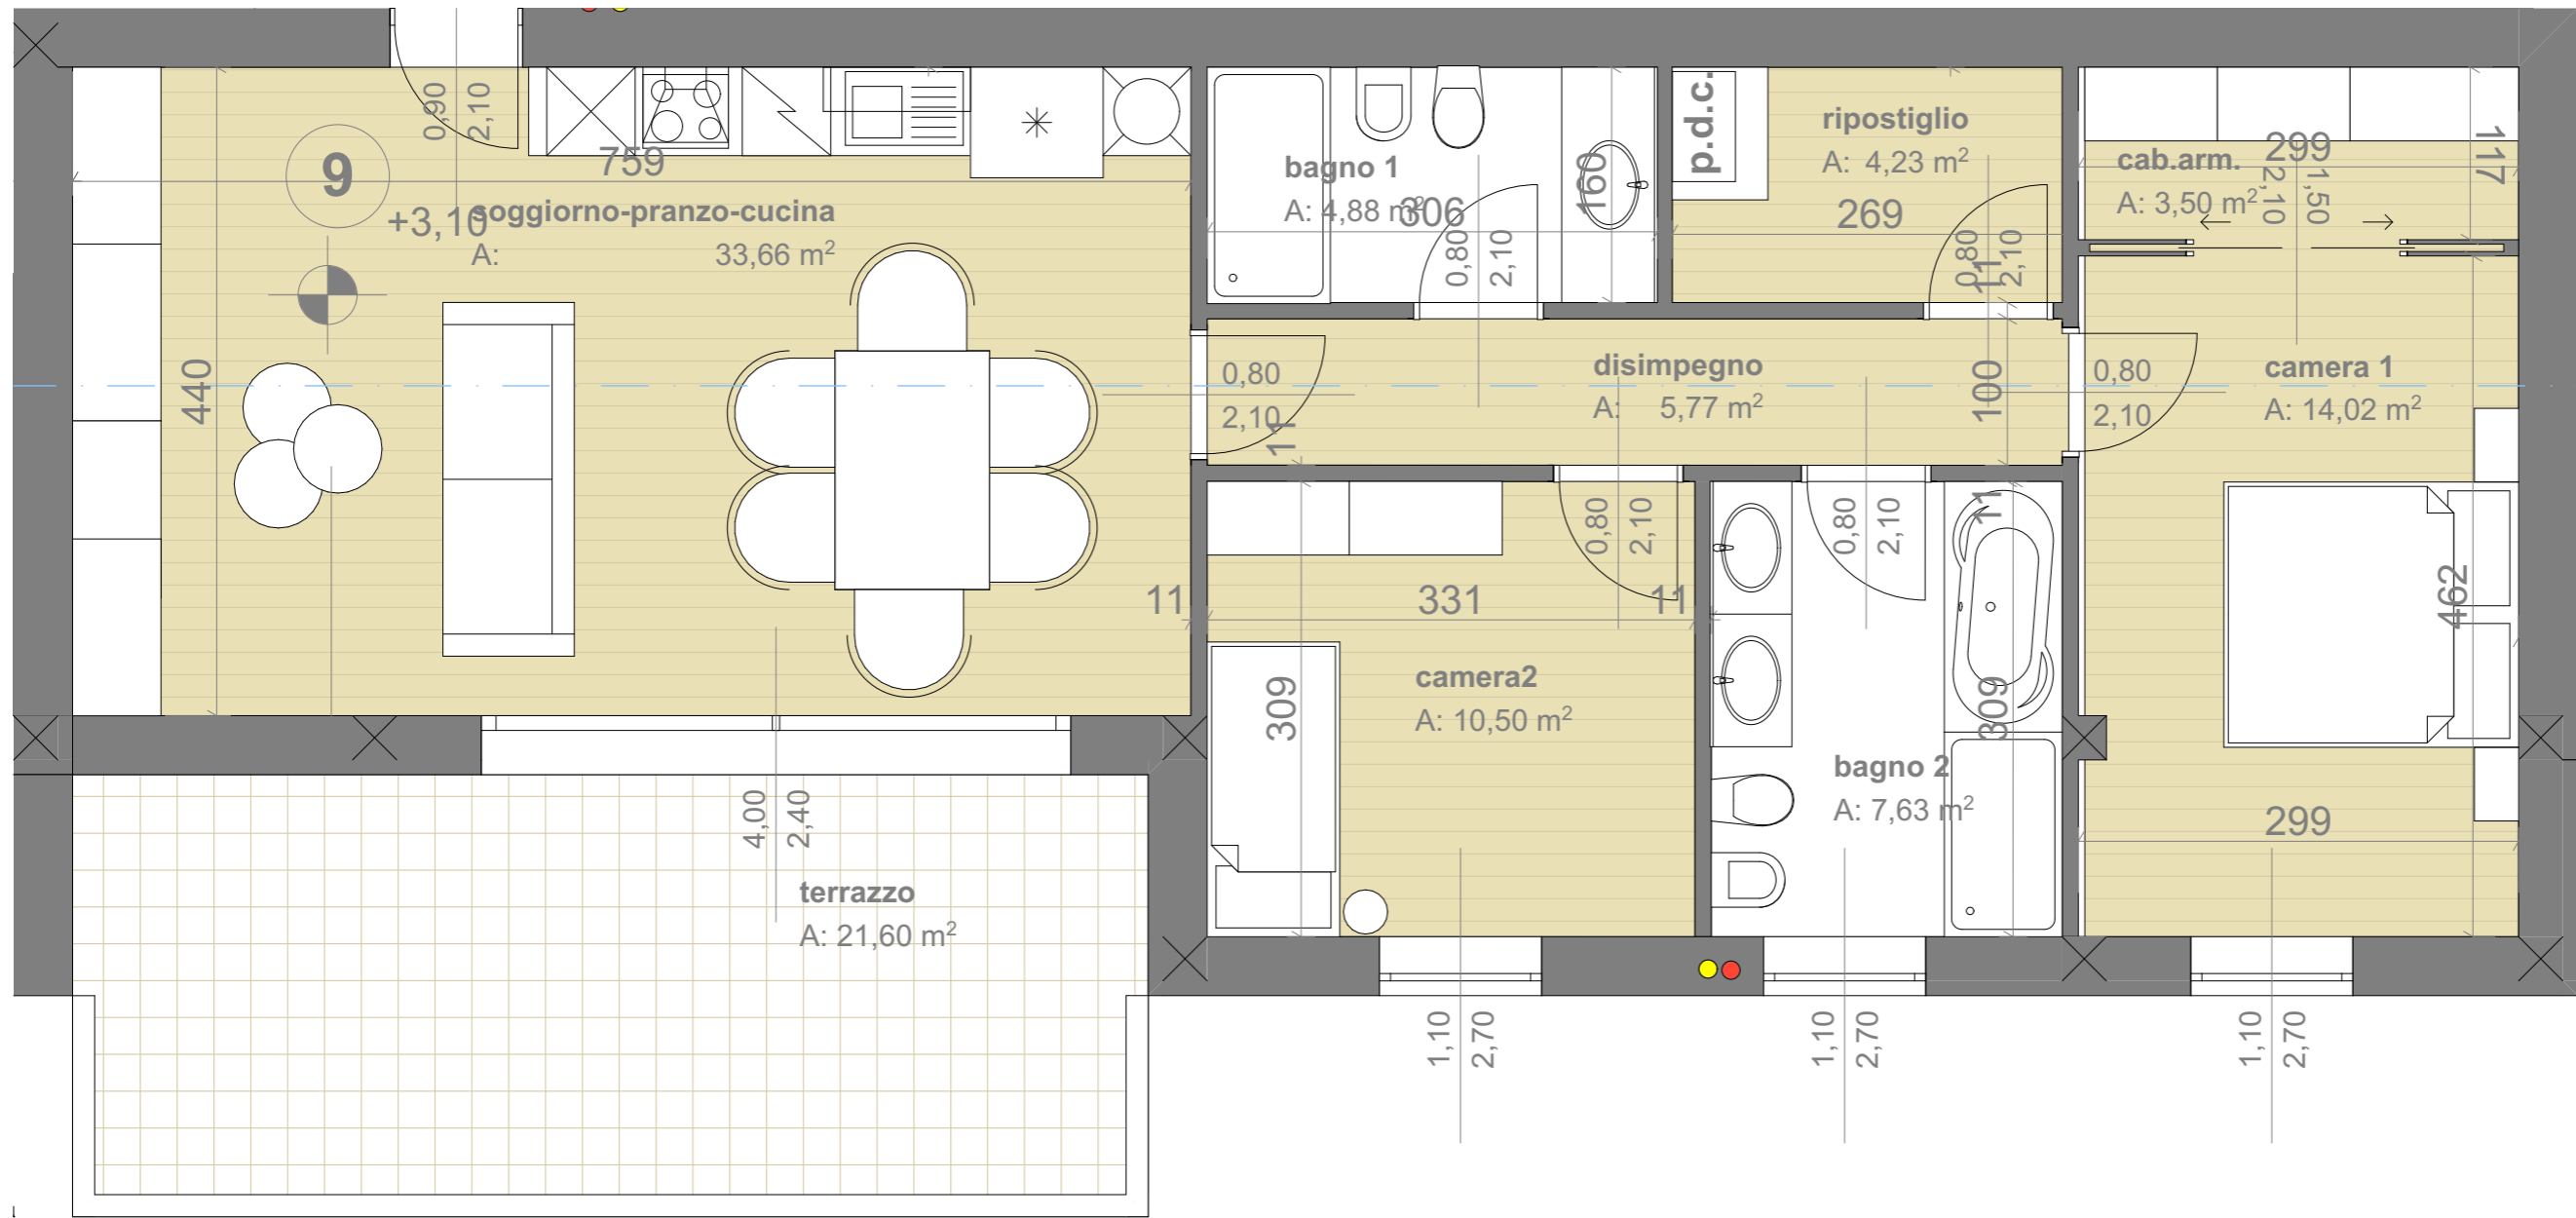 0,90
2,10
9
+3,10
759
soggiorno-pranzo-cucina
A: 33,66 m²
440
bagno 1
A: 4,88 m²
306
160
0,80
2,10
p.d.c.
ripostiglio
A: 4,23 m²
269
0,80
2,10
11
cab.arm.
A: 3,50 m²
299
2,10
1,50
117
0,80
2,10
11
disimpegno
A: 5,77 m²
100
0,80
2,10
camera 1
A: 14,02 m²
462
299
11
331
11
0,80
2,10
309
camera2
A: 10,50 m²
0,80
2,10
11
309
bagno 2
A: 7,63 m²
4,00
2,40
terrazzo
A: 21,60 m²
1,10
2,70
1,10
2,70
1,10
2,70